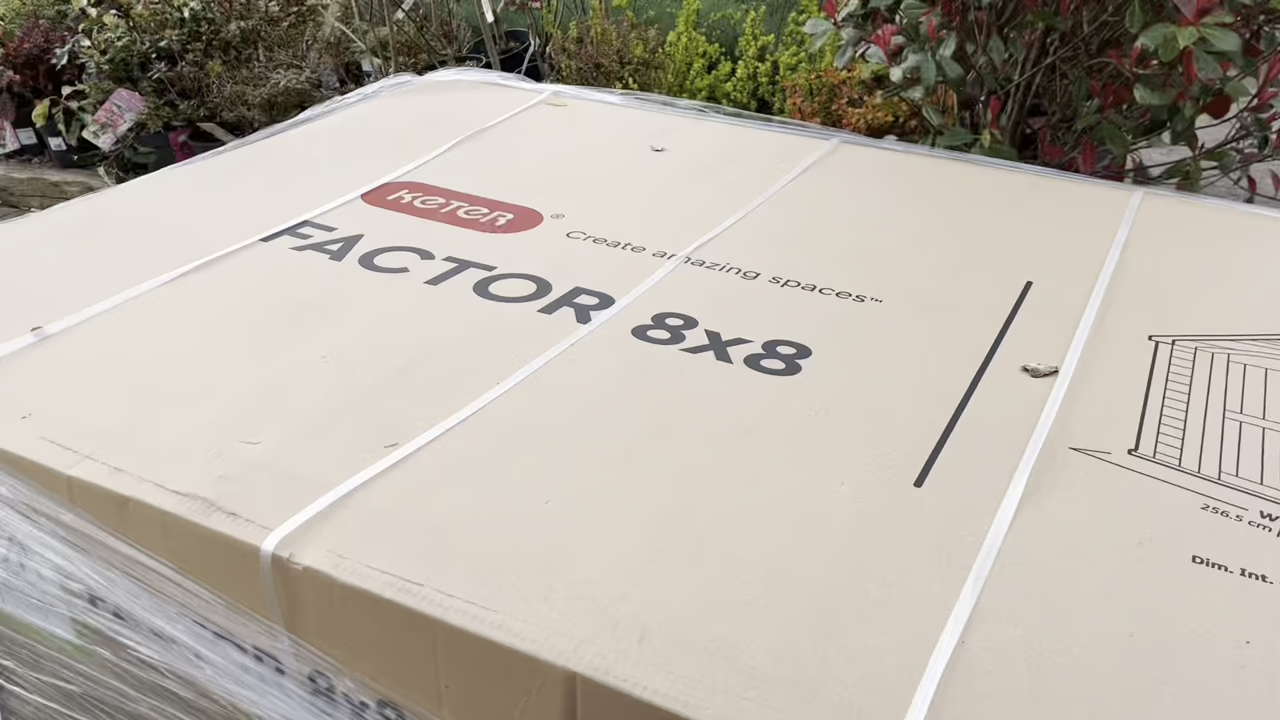 KETER®
Create amazing spaces™
FACTOR 8x8
W
256.5 cm
Dim. Int.